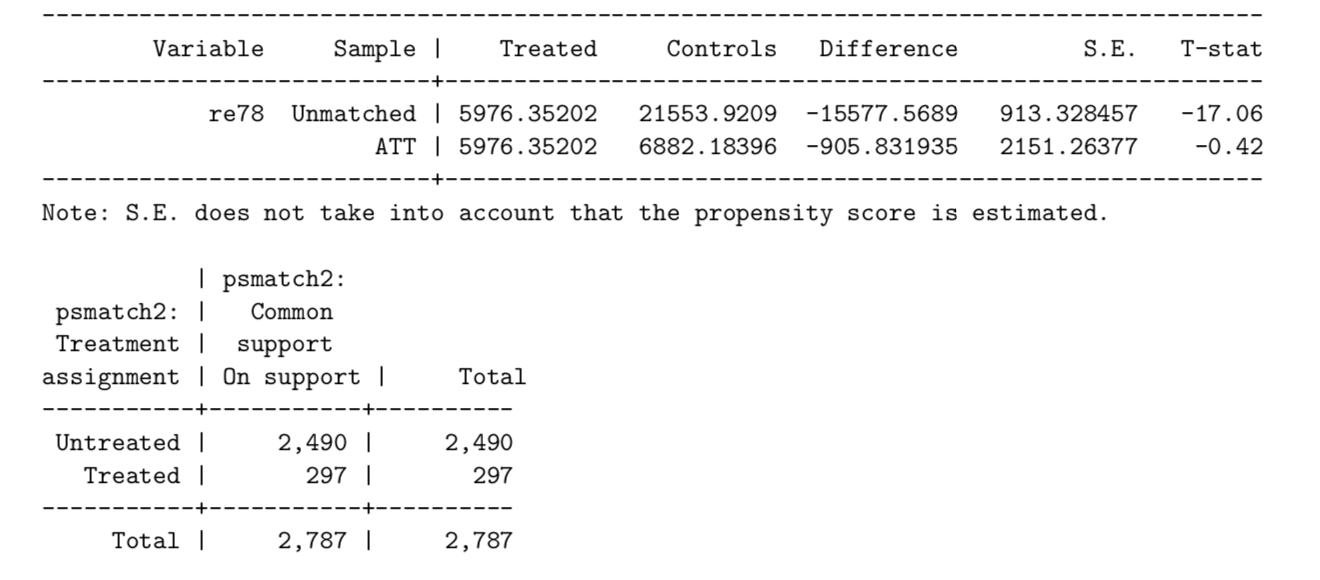 --------------------------------------------------------------------------------
        Variable     Sample |    Treated     Controls   Difference         S.E.   T-stat
----------------------------+---------------------------------------------------
            re78  Unmatched | 5976.35202   21553.9209  -15577.5689   913.328457   -17.06
                        ATT | 5976.35202   6882.18396  -905.831935   2151.26377    -0.42
----------------------------+---------------------------------------------------
Note: S.E. does not take into account that the propensity score is estimated.
           | psmatch2:
 psmatch2: |   Common
 Treatment |  support
assignment | On support |     Total
-----------+-----------+----------
 Untreated |     2,490 |     2,490
   Treated |       297 |       297
-----------+-----------+----------
     Total |     2,787 |     2,787